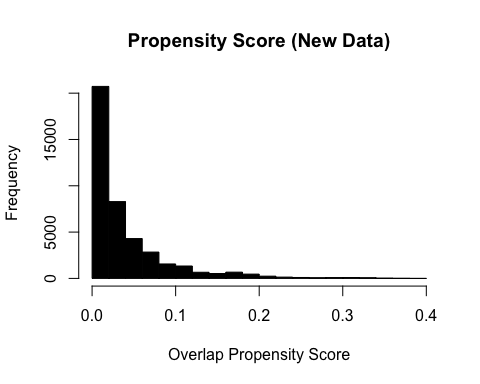 Propensity Score (New Data)
Frequency
15000
5000
0
0.0 0.1 0.2 0.3 0.4
Overlap Propensity Score